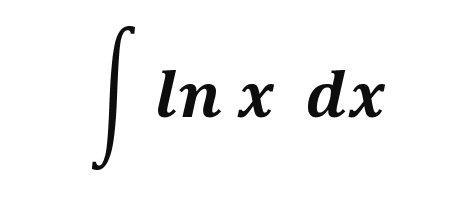 ∫ ln x dx